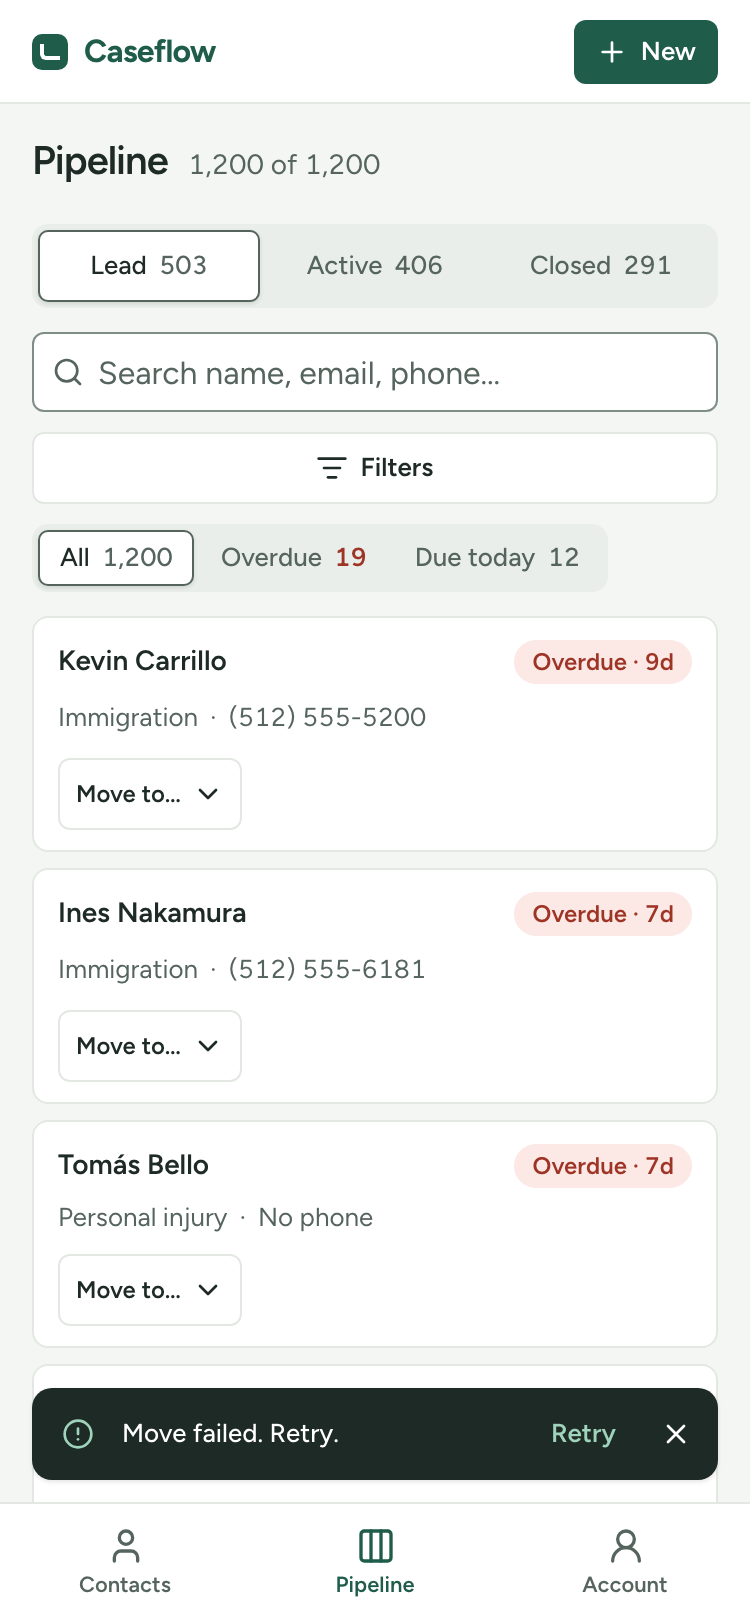 Caseflow
New
Pipeline 1,200 of 1,200
Lead 503 Active 406 Closed 291
Search name, email, phone...
Filters
All 1,200 Overdue 19 Due today 12
Kevin Carrillo Overdue · 9d
Immigration · (512) 555-5200
Move to...
Ines Nakamura Overdue · 7d
Immigration · (512) 555-6181
Move to...
Tomás Bello Overdue · 7d
Personal injury · No phone
Move to...
Move failed. Retry. Retry
Contacts Pipeline Account